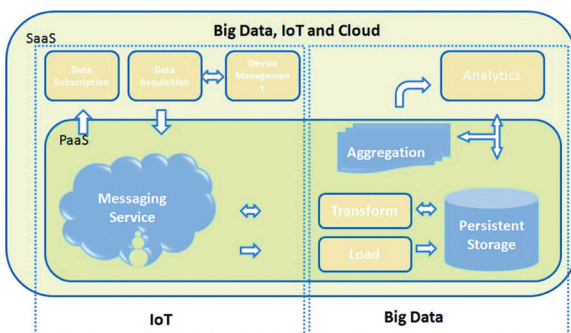 Big Data, IoT and Cloud
SaaS
Data
Subscription
Data
Acquisition
Device
Managemen
t
Analytics
PaaS
Aggregation
Messaging
Service
Transform
Load
Persistent
Storage
IoT
Big Data